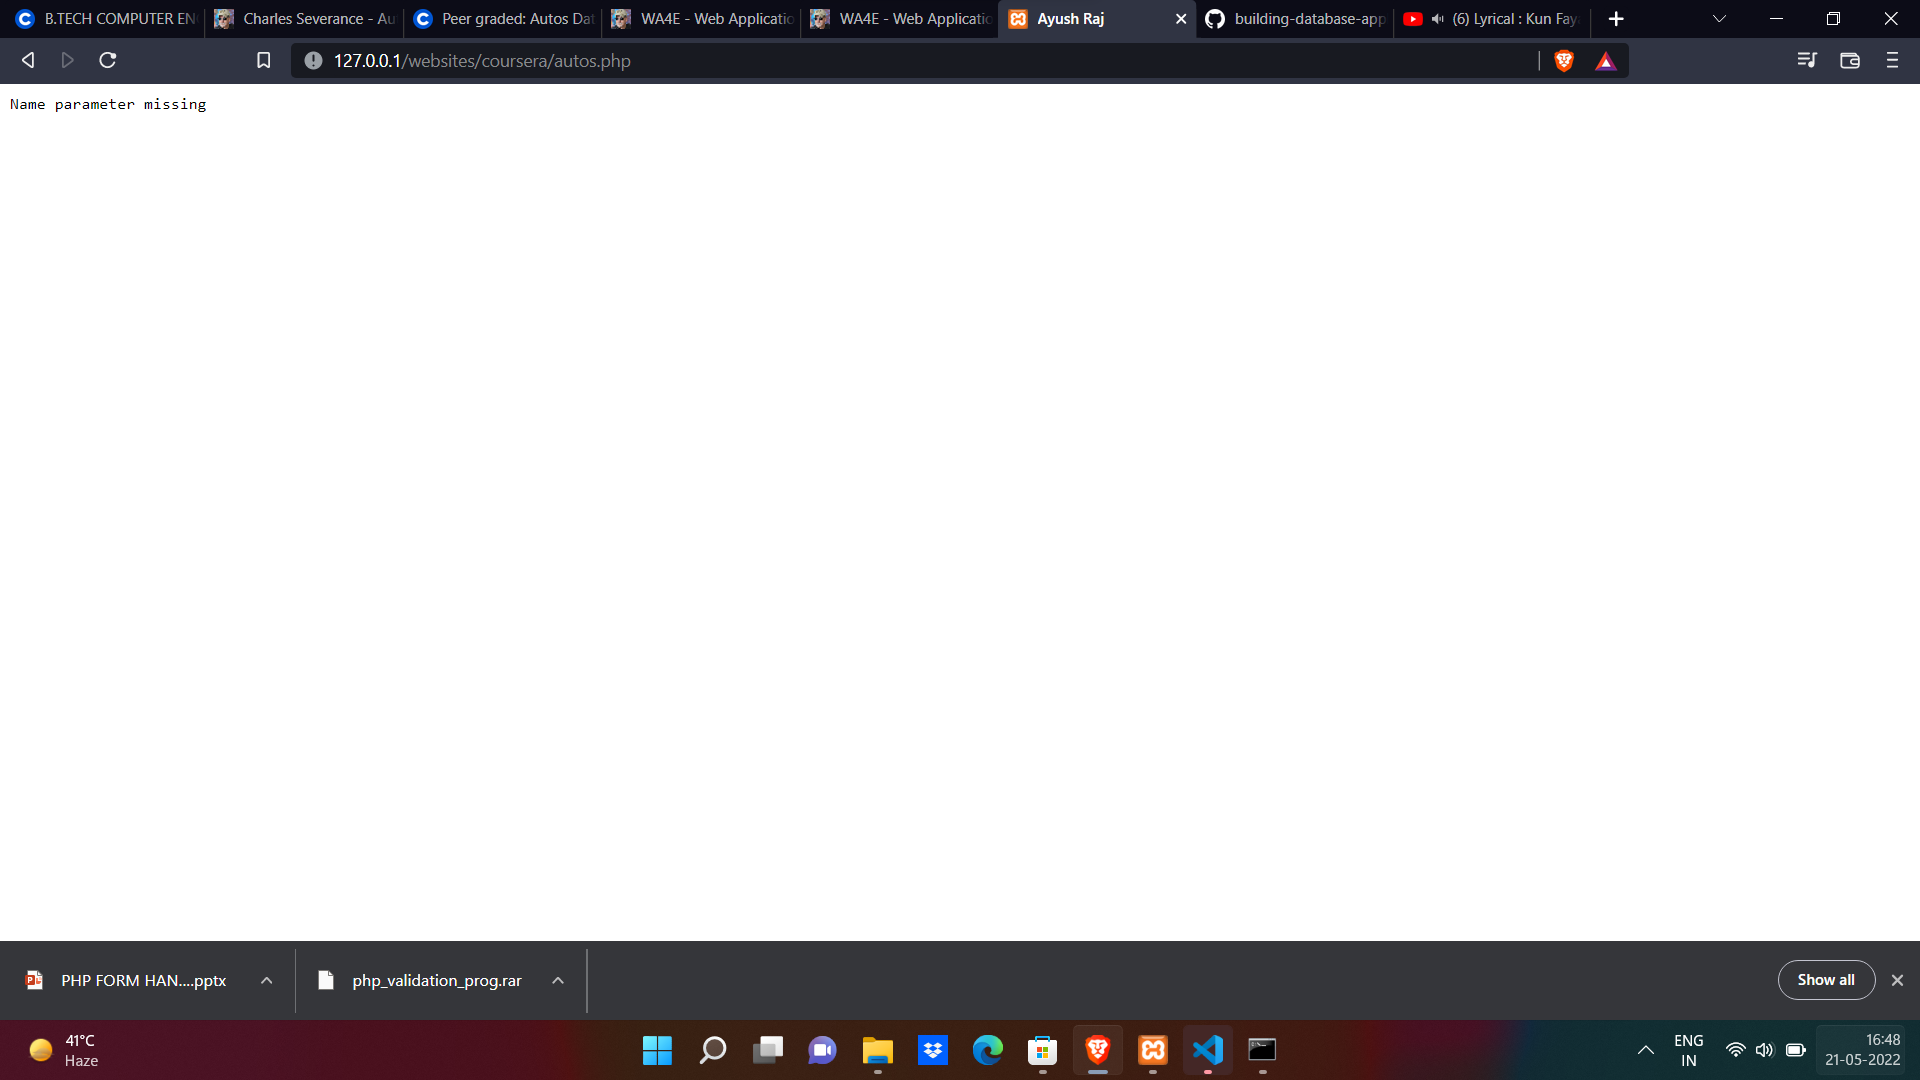 B.TECH COMPUTER EN
Charles Severance - Au
Peer graded: Autos Dat
WA4E - Web Applicatio
WA4E - Web Applicatio
Ayush Raj
building-database-app
(6) Lyrical : Kun Faya
127.0.0.1/websites/coursera/autos.php
Name parameter missing
PHP FORM HAN....pptx
php_validation_prog.rar
Show all
41°C
Haze
ENG
IN
16:48
21-05-2022